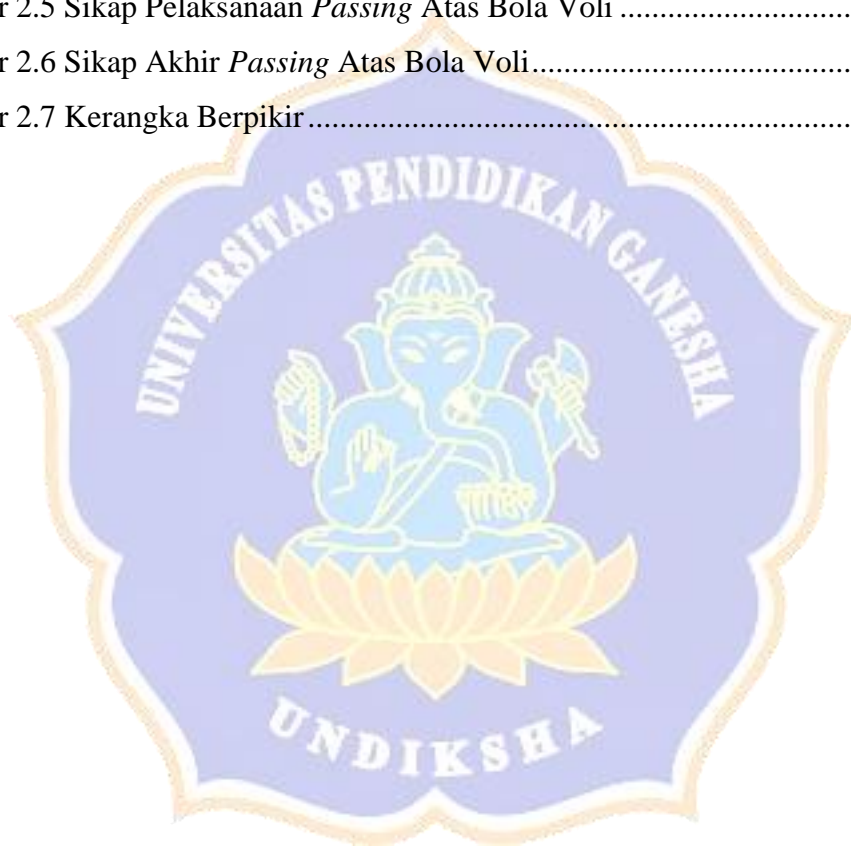 r 2.5 Sikap Pelaksanaan Passing Atas Bola Voli ..............................
r 2.6 Sikap Akhir Passing Atas Bola Voli ..........................................
r 2.7 Kerangka Berpikir .......................................................................
UNIVERSITAS PENDIDIKAN GANESHA
UNDIKSHA